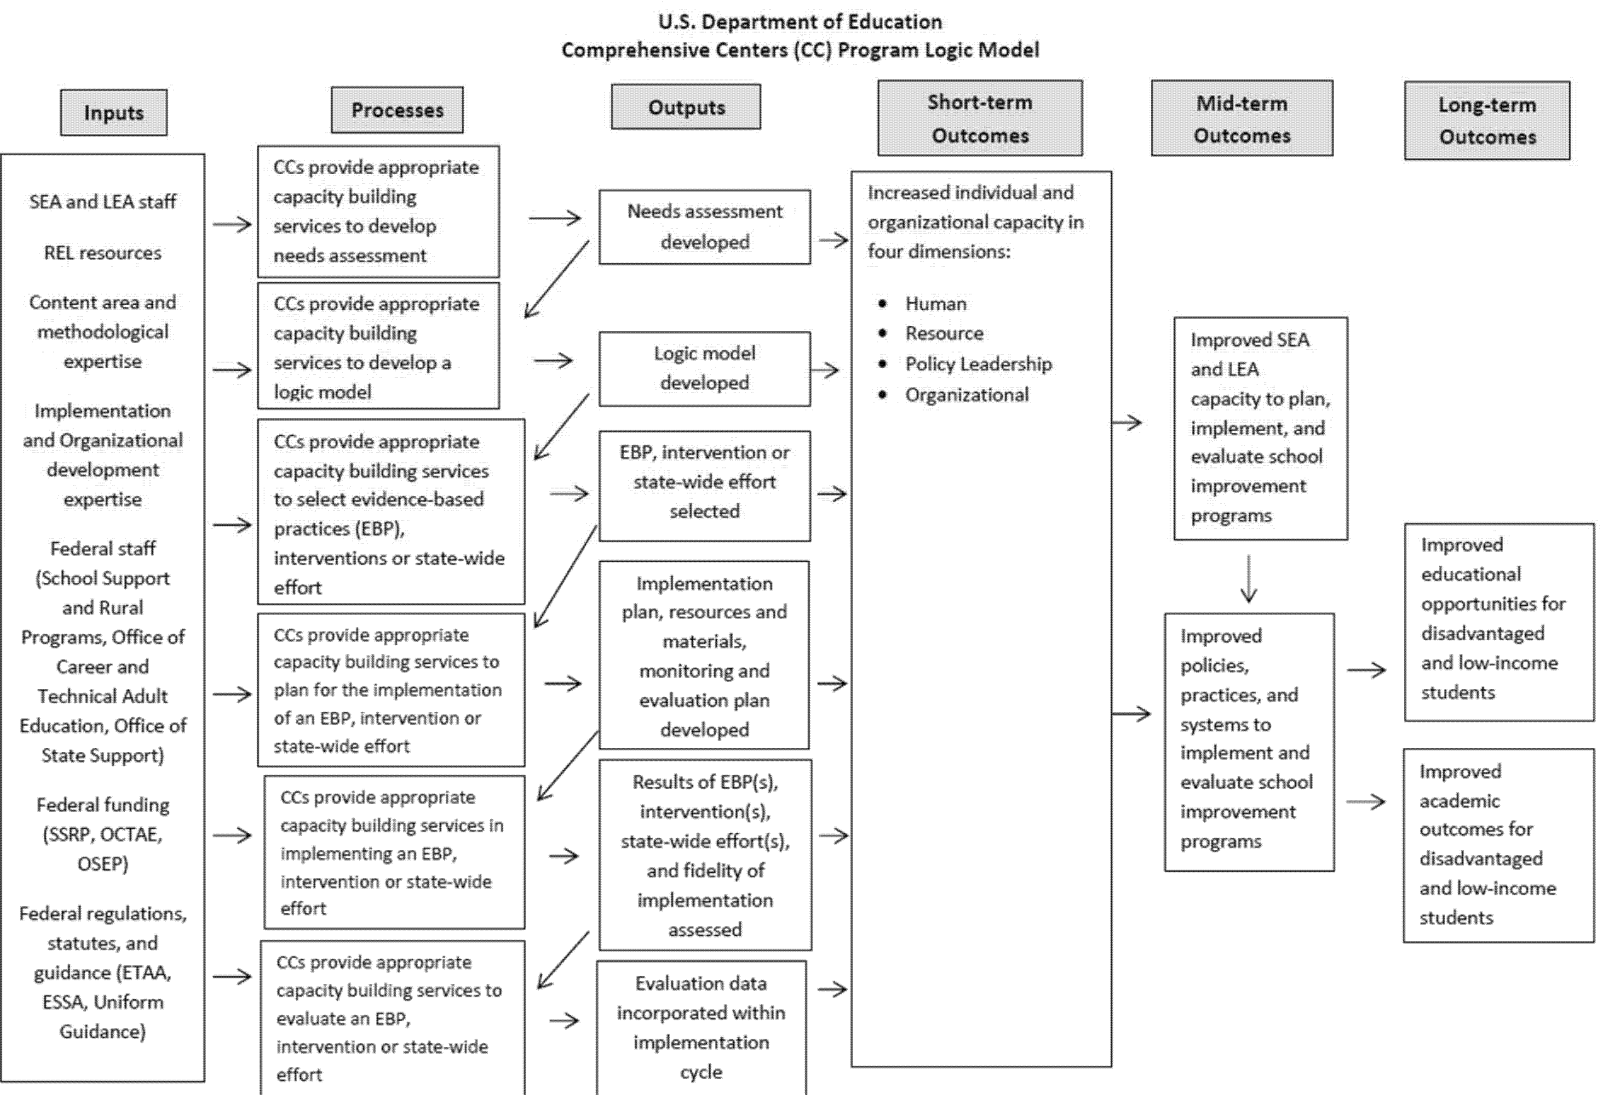 U.S. Department of Education
Comprehensive Centers (CC) Program Logic Model
Inputs
SEA and LEA staff
REL resources
Content area and
methodological
expertise
Implementation
and Organizational
development
expertise
Federal staff
(School Support
and Rural
Programs, Office of
Career and
Technical Adult
Education, Office of
State Support)
Federal funding
(SSRP, OCTAE,
OSEP)
Federal regulations,
statutes, and
guidance (ETAA,
ESSA, Uniform
Guidance)
Processes
CCs provide appropriate
capacity building
services to develop
needs assessment
CCs provide appropriate
capacity building
services to develop a
logic model
CCs provide appropriate
capacity building services
to select evidence-based
practices (EBP),
interventions or state-wide
effort
CCs provide appropriate
capacity building services to
plan for the implementation
of an EBP, intervention or
state-wide effort
CCs provide appropriate
capacity building services in
implementing an EBP,
intervention or state-wide
effort
CCs provide appropriate
capacity building services to
evaluate an EBP,
intervention or state-wide
effort
Outputs
Needs assessment
developed
Logic model
developed
EBP, intervention or
state-wide effort
selected
Implementation
plan, resources and
materials,
monitoring and
evaluation plan
developed
Results of EBP(s),
intervention(s),
state-wide effort(s),
and fidelity of
implementation
assessed
Evaluation data
incorporated within
implementation
cycle
Short-term
Outcomes
Increased individual and
organizational capacity in
four dimensions:
• Human
• Resource
• Policy Leadership
• Organizational
Mid-term
Outcomes
Improved SEA
and LEA
capacity to plan,
implement, and
evaluate school
improvement
programs
Improved
policies,
practices, and
systems to
implement and
evaluate school
improvement
programs
Long-term
Outcomes
Improved
educational
opportunities for
disadvantaged
and low-income
students
Improved
academic
outcomes for
disadvantaged
and low-income
students